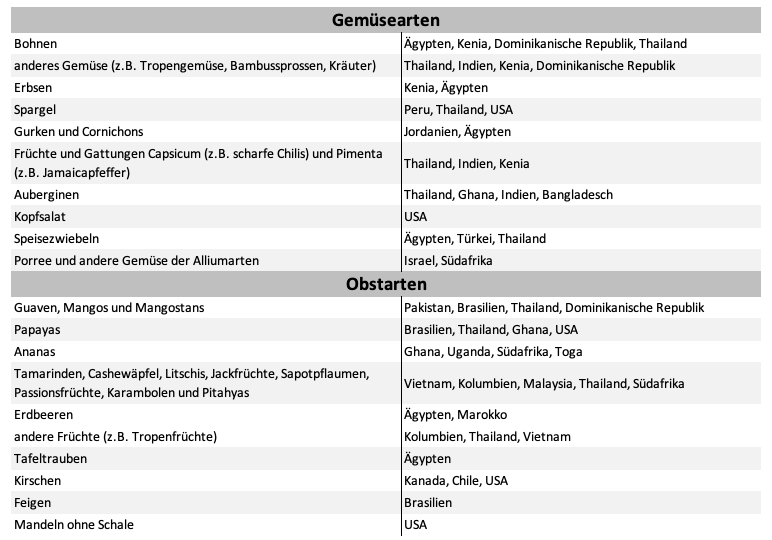 Gemüsearten
Bohnen Ägypten, Kenia, Dominikanische Republik, Thailand
anderes Gemüse (z.B. Tropengemüse, Bambussprossen, Kräuter) Thailand, Indien, Kenia, Dominikanische Republik
Erbsen Kenia, Ägypten
Spargel Peru, Thailand, USA
Gurken und Cornichons Jordanien, Ägypten
Früchte und Gattungen Capsicum (z.B. scharfe Chilis) und Pimenta
(z.B. Jamaicapfeffer) Thailand, Indien, Kenia
Auberginen Thailand, Ghana, Indien, Bangladesch
Kopfsalat USA
Speisezwiebeln Ägypten, Türkei, Thailand
Porree und andere Gemüse der Alliumarten Israel, Südafrika
Obstarten
Guaven, Mangos und Mangostans Pakistan, Brasilien, Thailand, Dominikanische Republik
Papayas Brasilien, Thailand, Ghana, USA
Ananas Ghana, Uganda, Südafrika, Toga
Tamarinden, Cashewäpfel, Litschis, Jackfrüchte, Sapotpflaumen,
Passionsfrüchte, Karambolen und Pitahyas Vietnam, Kolumbien, Malaysia, Thailand, Südafrika
Erdbeeren Ägypten, Marokko
andere Früchte (z.B. Tropenfrüchte) Kolumbien, Thailand, Vietnam
Tafeltrauben Ägypten
Kirschen Kanada, Chile, USA
Feigen Brasilien
Mandeln ohne Schale USA